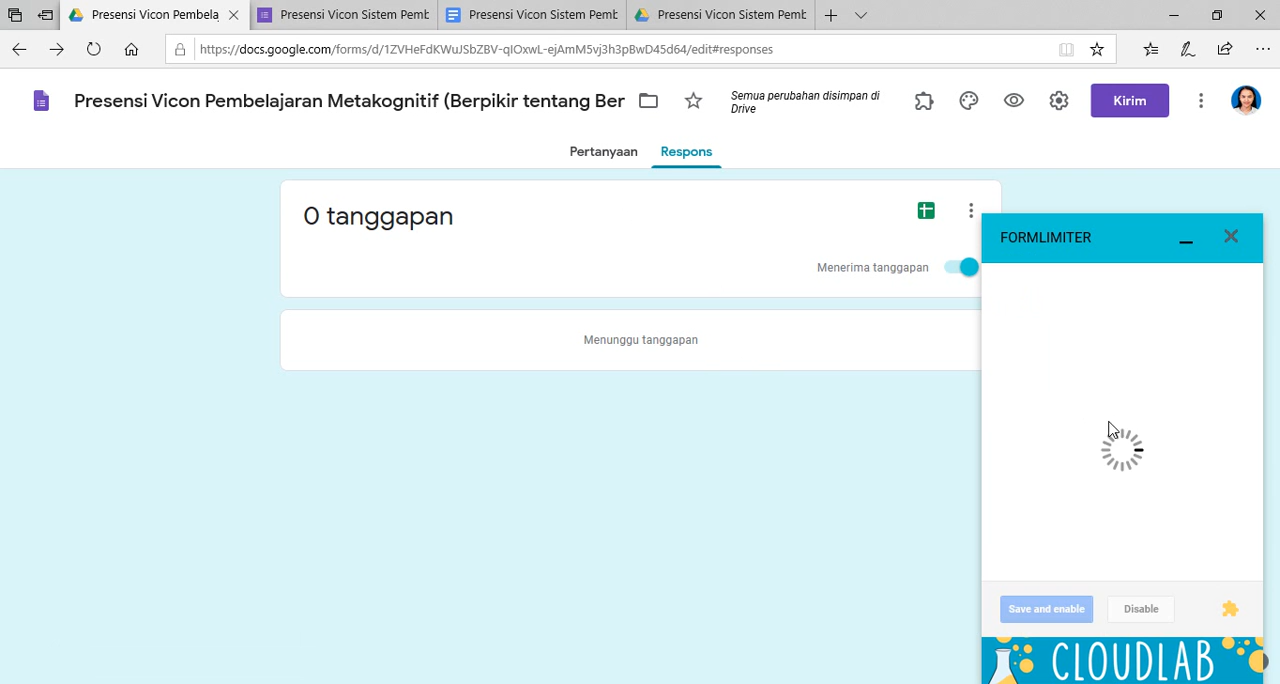 Presensi Vicon Pembela
Presensi Vicon Sistem Pemb
Presensi Vicon Sistem Pemb
Presensi Vicon Sistem Pemb
https://docs.google.com/forms/d/1ZVHeFdKWuJSbZBV-qIOxwL-ejAmM5vj3h3pBwD45d64/edit#responses
Presensi Vicon Pembelajaran Metakognitif (Berpikir tentang Ber
Semua perubahan disimpan di
Drive
Kirim
Pertanyaan
Respons
0 tanggapan
Menerima tanggapan
Menunggu tanggapan
FORMLIMITER
Save and enable
Disable
CLOUDLAB